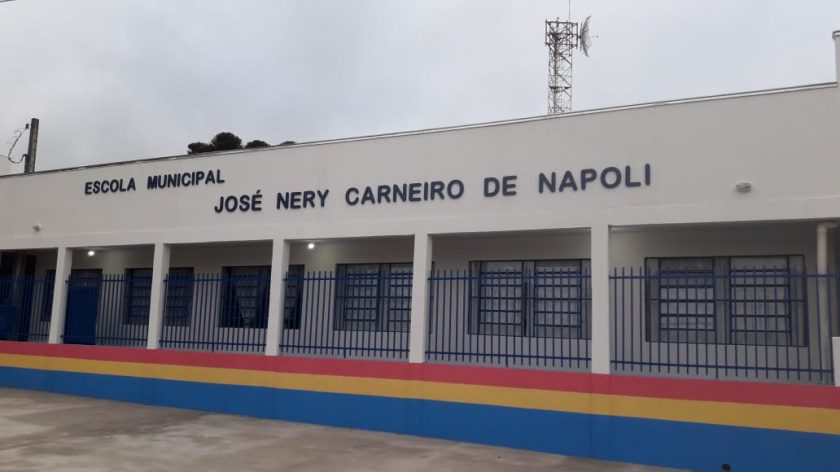 ESCOLA MUNICIPAL
JOSÉ NERY CARNEIRO DE NAPOLI